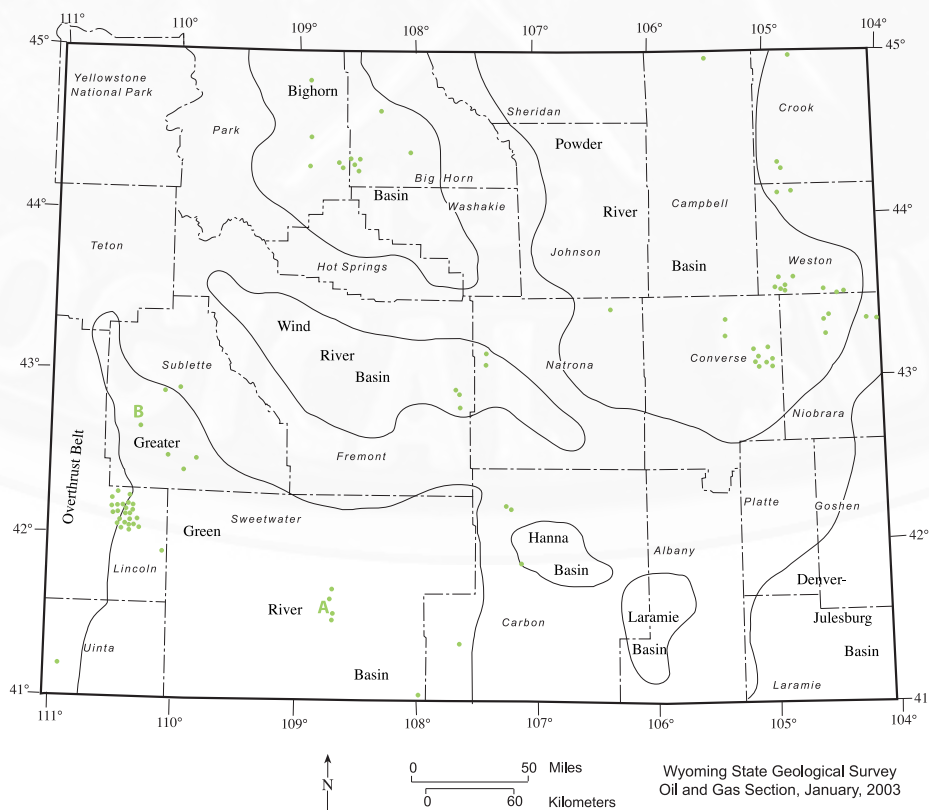 111° 110° 109° 108° 107° 106° 105° 104°
45° 45°
Yellowstone
National Park
Bighorn
Sheridan
Crook
Park
Powder
Big Horn
Basin
Washakie
River
Campbell
44° 44°
Teton
Johnson
Weston
Hot Springs
Basin
Wind
River
Basin
Natrona
Converse
43° 43°
Sublette
Niobrara
B
Greater
Overthrust Belt
Fremont
Platte
Goshen
Sweetwater
Green
42° 42°
Hanna
Basin
Albany
Lincoln
Denver-
A
River
Carbon
Laramie
Basin
Julesburg
Basin
Uinta
Basin
Laramie
41° 41°
111° 110° 109° 108° 107° 106° 105° 104°
N
0 50 Miles
0 60 Kilometers
Wyoming State Geological Survey
Oil and Gas Section, January, 2003